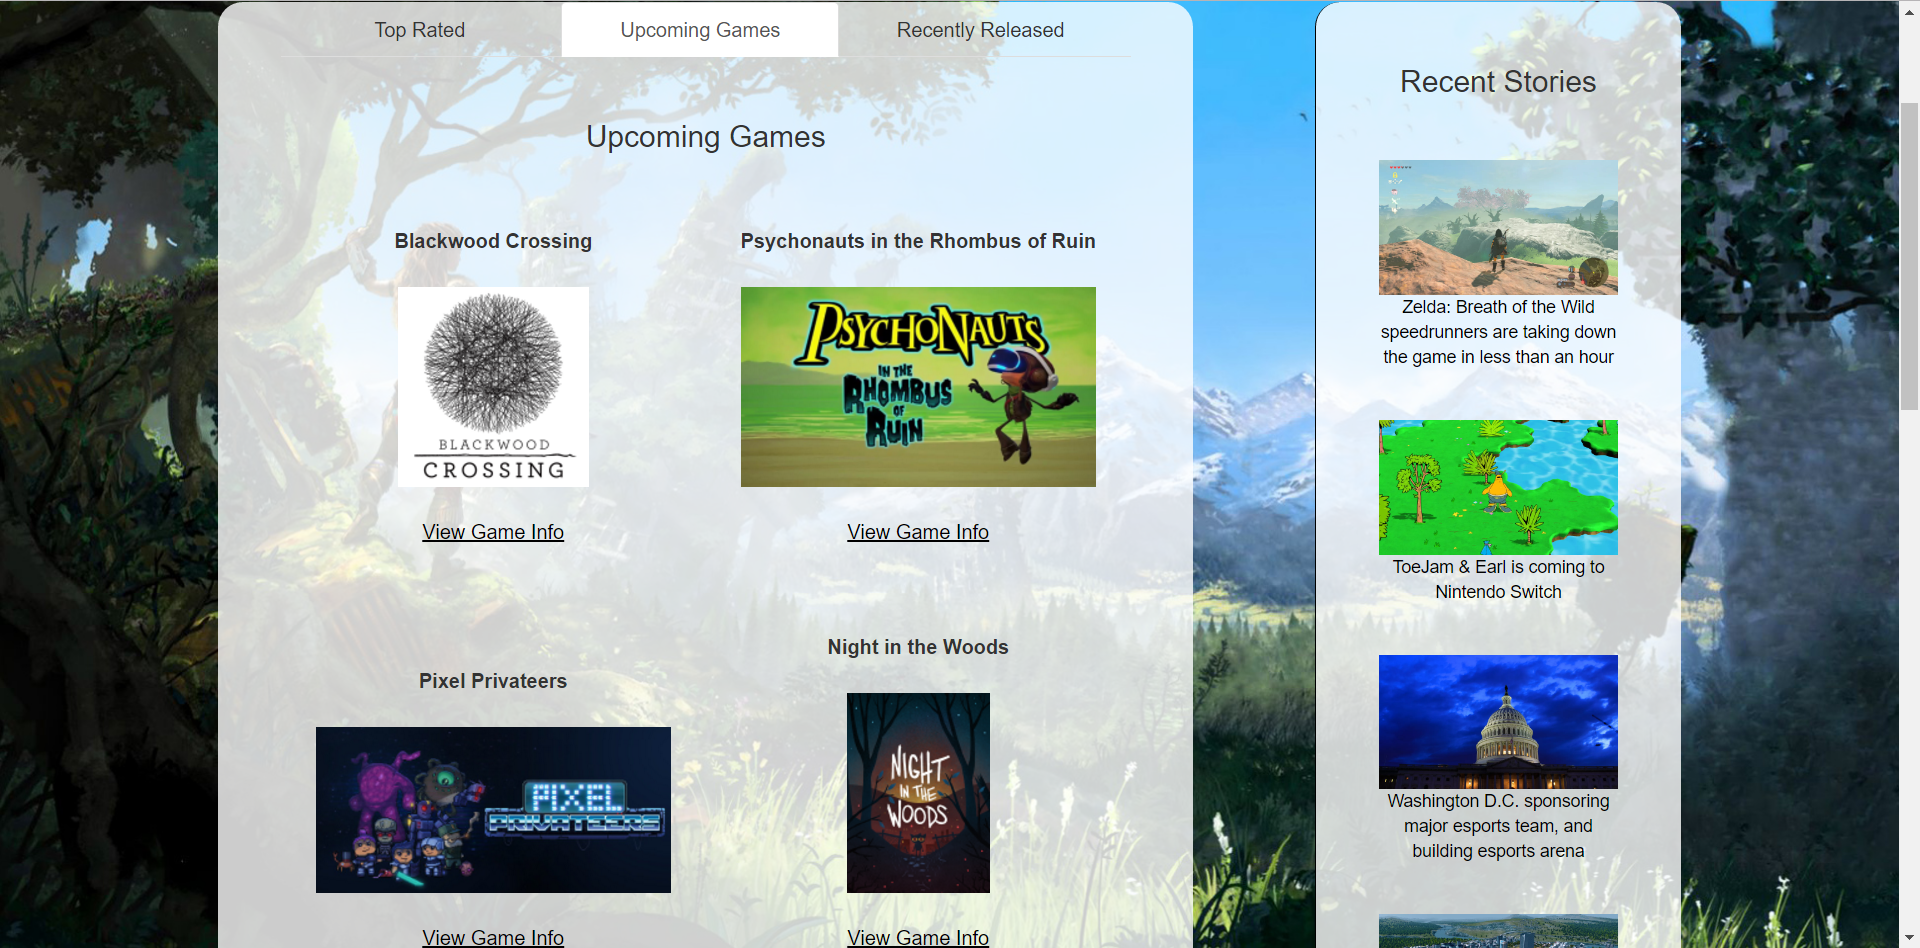 Top Rated
Upcoming Games
Recently Released
Upcoming Games
Blackwood Crossing
BLACKWOOD
CROSSING
View Game Info
Psychonauts in the Rhombus of Ruin
PSYCHONAUTS
IN THE
RHOMBUS
OF
RUIN
View Game Info
Pixel Privateers
PIXEL
PRIVATEERS
View Game Info
Night in the Woods
NIGHT
IN THE
WOODS
View Game Info
Recent Stories
Zelda: Breath of the Wild
speedrunners are taking down
the game in less than an hour
ToeJam & Earl is coming to
Nintendo Switch
Washington D.C. sponsoring
major esports team, and
building esports arena